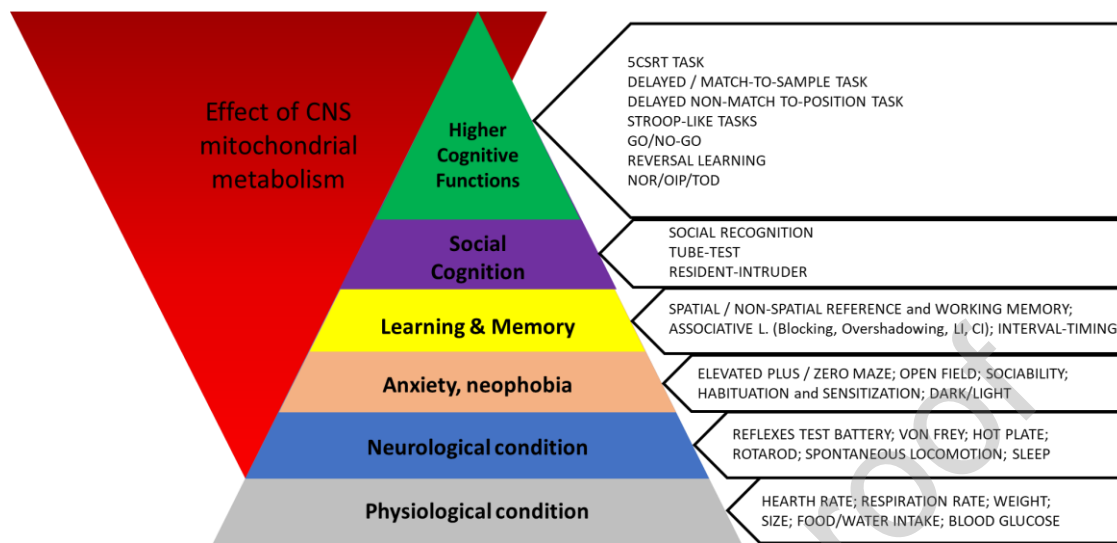 Effect of CNS
mitochondrial
metabolism
Higher
Cognitive
Functions
5CSRT TASK
DELAYED / MATCH-TO-SAMPLE TASK
DELAYED NON-MATCH TO-POSITION TASK
STROOP-LIKE TASKS
GO/NO-GO
REVERSAL LEARNING
NOR/OIP/TOD
Social
Cognition
SOCIAL RECOGNITION
TUBE-TEST
RESIDENT-INTRUDER
Learning & Memory
SPATIAL / NON-SPATIAL REFERENCE and WORKING MEMORY;
ASSOCIATIVE L. (Blocking, Overshadowing, LI, CI); INTERVAL-TIMING
Anxiety, neophobia
ELEVATED PLUS / ZERO MAZE; OPEN FIELD; SOCIABILITY;
HABITUATION and SENSITIZATION; DARK/LIGHT
Neurological condition
REFLEXES TEST BATTERY; VON FREY; HOT PLATE;
ROTAROD; SPONTANEOUS LOCOMOTION; SLEEP
Physiological condition
HEARTH RATE; RESPIRATION RATE; WEIGHT;
SIZE; FOOD/WATER INTAKE; BLOOD GLUCOSE
roof